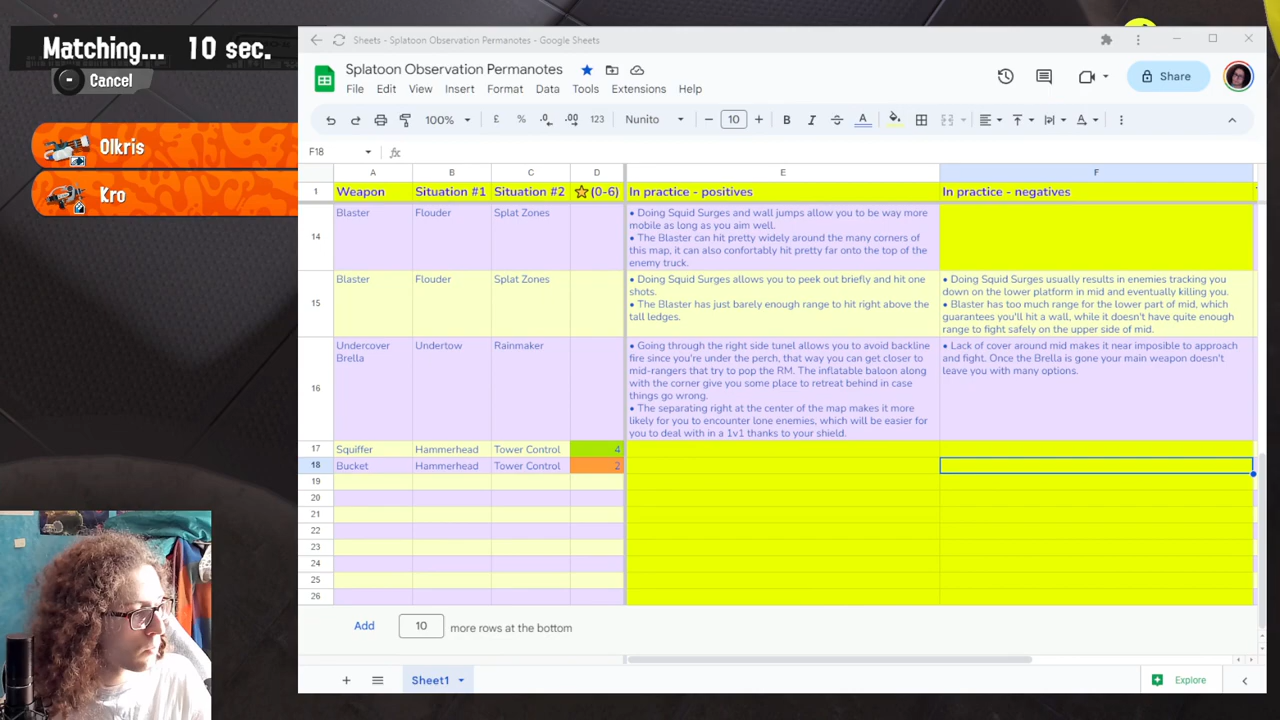 Matching... 10 sec.
Cancel
Olkris
Kro
Sheets - Splatoon Observation Permanotes - Google Sheets
Splatoon Observation Permanotes
File Edit View Insert Format Data Tools Extensions Help
Share
100% £ % .0 .00 123 Nunito 10 B I A
F18 fx
A B C D E F
1 Weapon Situation #1 Situation #2 (0-6) In practice - positives In practice - negatives
14 Blaster Flouder Splat Zones
• Doing Squid Surges and wall jumps allow you to be way more
mobile as long as you aim well.
• The Blaster can hit pretty widely around the many corners of
this map, it can also confortably hit pretty far onto the top of the
enemy truck.
15 Blaster Flouder Splat Zones
• Doing Squid Surges allows you to peek out briefly and hit one
shots.
• The Blaster has just barely enough range to hit right above the
tall ledges.
• Doing Squid Surges usually results in enemies tracking you
down on the lower platform in mid and eventually killing you.
• Blaster has too much range for the lower part of mid, which
guarantees you'll hit a wall, while it doesn't have quite enough
range to fight safely on the upper side of mid.
16 Undercover Brella Undertow Rainmaker
• Going through the right side tunnel allows you to avoid backline
fire since you're under the perch, that way you can get closer to
mid-rangers that try to pop the RM. The inflatable baloon along
with the corner give you some place to retreat behind in case
things go wrong.
• The separating right at the center of the map makes it more
likely for you to encounter lone enemies, which will be easier for
you to deal with in a 1v1 thanks to your shield.
• Lack of cover around mid makes it near imposible to approach
and fight. Once the Brella is gone your main weapon doesn't
leave you with many options.
17 Squiffer Hammerhead Tower Control 4
18 Bucket Hammerhead Tower Control 2
19
20
21
22
23
24
25
26
Add 10 more rows at the bottom
Sheet1
Explore